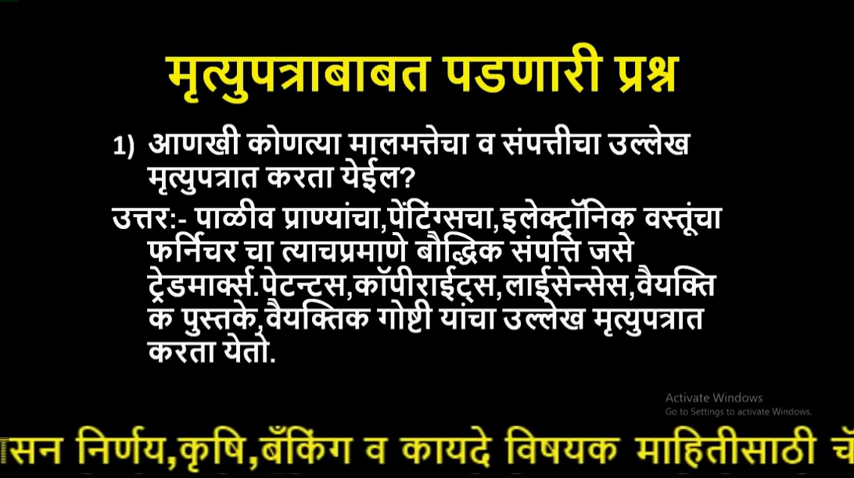 मृत्युपत्राबाबत पडणारी प्रश्न
1) आणखी कोणत्या मालमत्तेचा व संपत्तीचा उल्लेख
मृत्युपत्रात करता येईल?
उत्तरः- पाळीव प्राण्यांचा,पेंटिंग्सचा,इलेक्ट्रॉनिक वस्तूंचा
फर्निचर चा त्याचप्रमाणे बौद्धिक संपत्ति जसे
ट्रेडमार्क्स.पेटन्टस,कॉपीराईट्स,लाईसेन्सेस,वैयक्ति
क पुस्तके,वैयक्तिक गोष्टी यांचा उल्लेख मृत्युपत्रात
करता येतो.
Activate Windows
Go to Settings to activate Windows.
निर्णय,कृषि,बँकिंग व कायदे विषयक माहितीसाठी